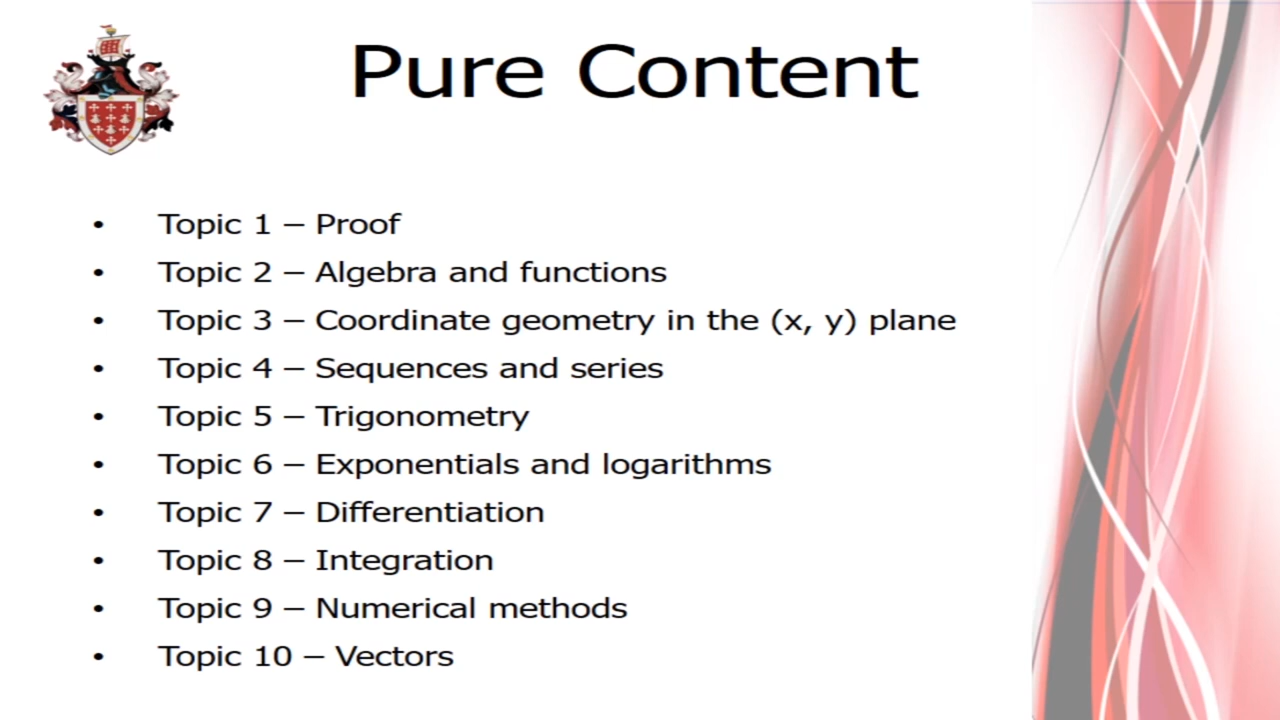 Pure Content
• Topic 1 – Proof
• Topic 2 – Algebra and functions
• Topic 3 – Coordinate geometry in the (x, y) plane
• Topic 4 – Sequences and series
• Topic 5 – Trigonometry
• Topic 6 – Exponentials and logarithms
• Topic 7 – Differentiation
• Topic 8 – Integration
• Topic 9 – Numerical methods
• Topic 10 – Vectors